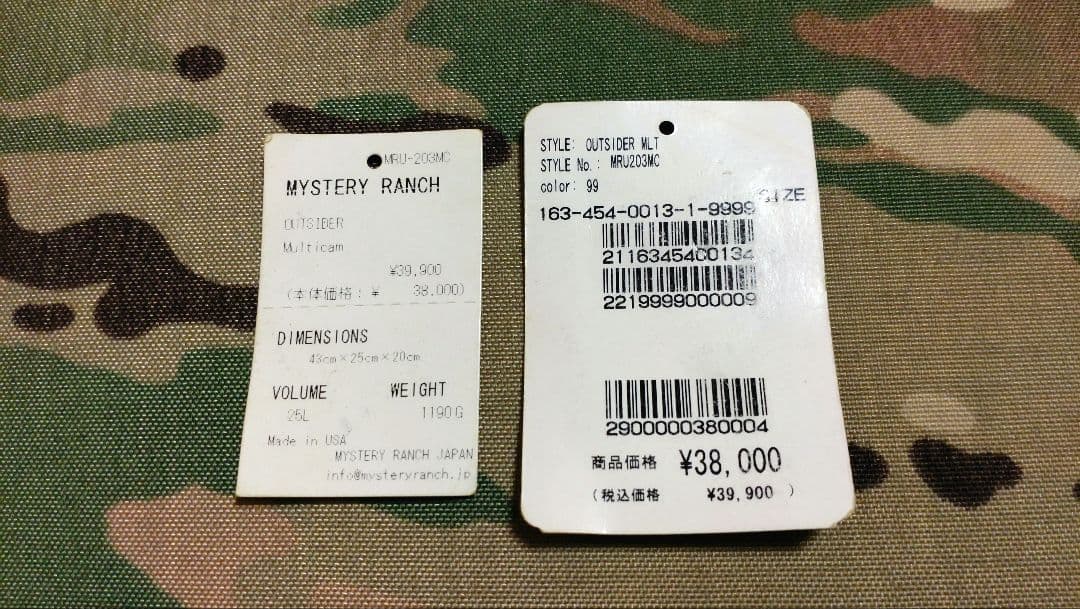 MRU-203MC
MYSTERY RANCH
OUTSIDER
Multicam
¥39,900
(本体価格:¥ 38,000)
DIMENSIONS
43cm×25cm×20cm
VOLUME WEIGHT
25L 1190G
Made in USA
MYSTERY RANCH JAPAN
info@mysteryranch.jp
STYLE: OUTSIDER MLT
STYLE No.: MRU203MC
color: 99
SIZE
163-454-0013-1-9999
2116345400134
2219999000009
2900000380004
商品価格 ¥38,000
(税込価格 ¥39,900 )